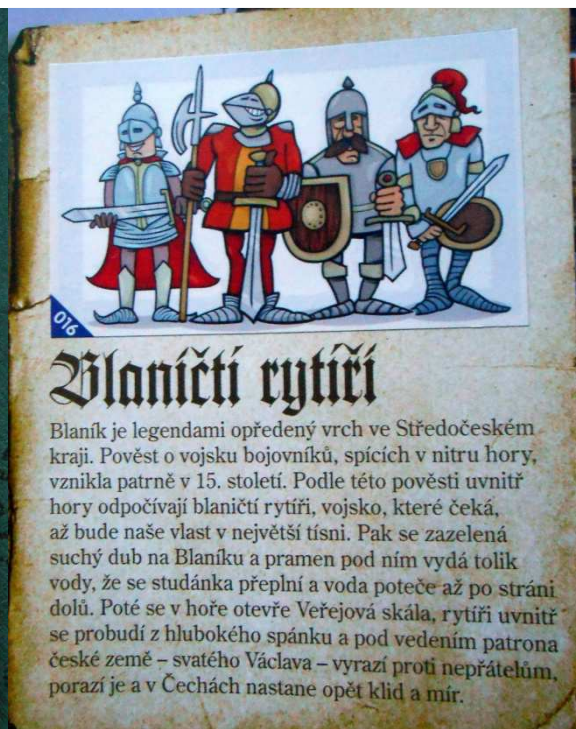 016
Blaničtí rytíři
Blaník je legendami opředený vrch ve Středočeském
kraji. Pověst o vojsku bojovníků, spících v nitru hory,
vznikla patrně v 15. století. Podle této pověsti uvnitř
hory odpočívají blaničtí rytíři, vojsko, které čeká,
až bude naše vlast v největší tísni. Pak se zazelená
suchý dub na Blaníku a pramen pod ním vydá tolik
vody, že se studánka přeplní a voda poteče až po stráni
dolů. Poté se v hoře otevře Veřejová skála, rytíři uvnitř
se probudí z hlubokého spánku a pod vedením patrona
české země – svatého Václava – vyrazí proti nepřátelům,
porazí je a v Čechách nastane opět klid a mír.